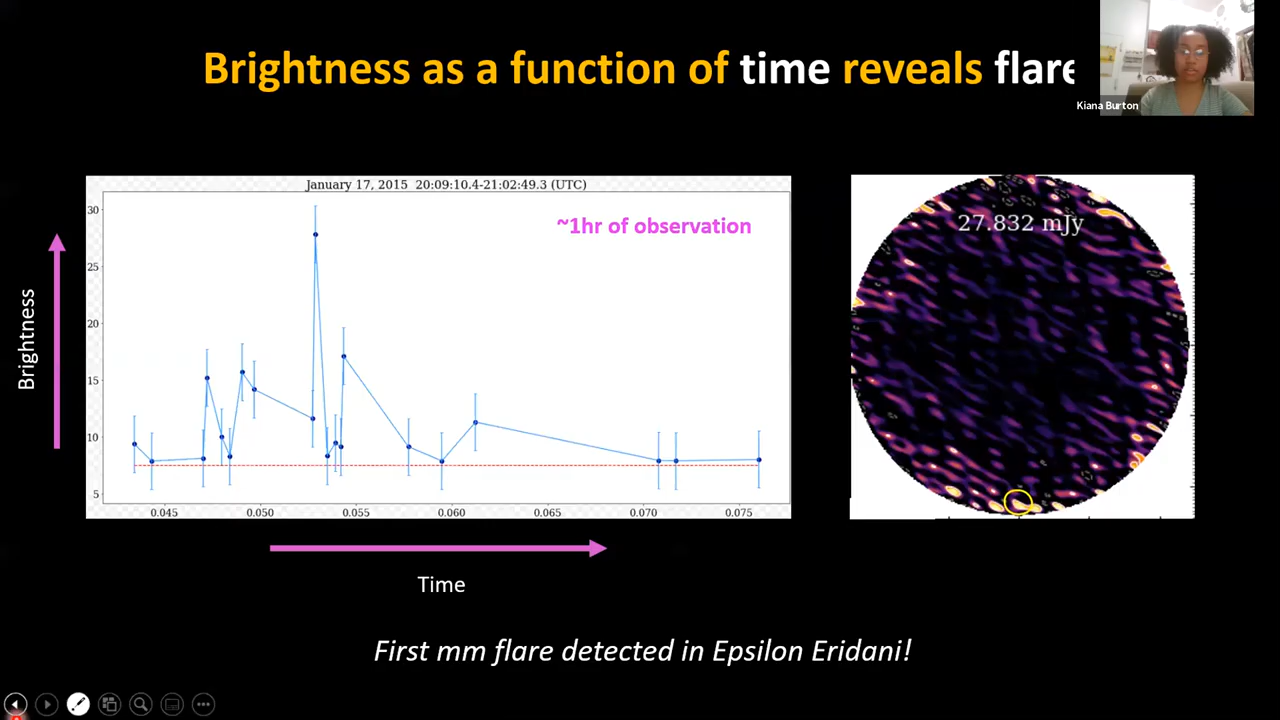 Brightness as a function of time reveals flare
Kiana Burton
January 17, 2015 20:09:10.4-21:02:49.3 (UTC)
~1hr of observation
27.832 mJy
30
25
20
15
10
5
Brightness
0.045 0.050 0.055 0.060 0.065 0.070 0.075
Time
First mm flare detected in Epsilon Eridani!